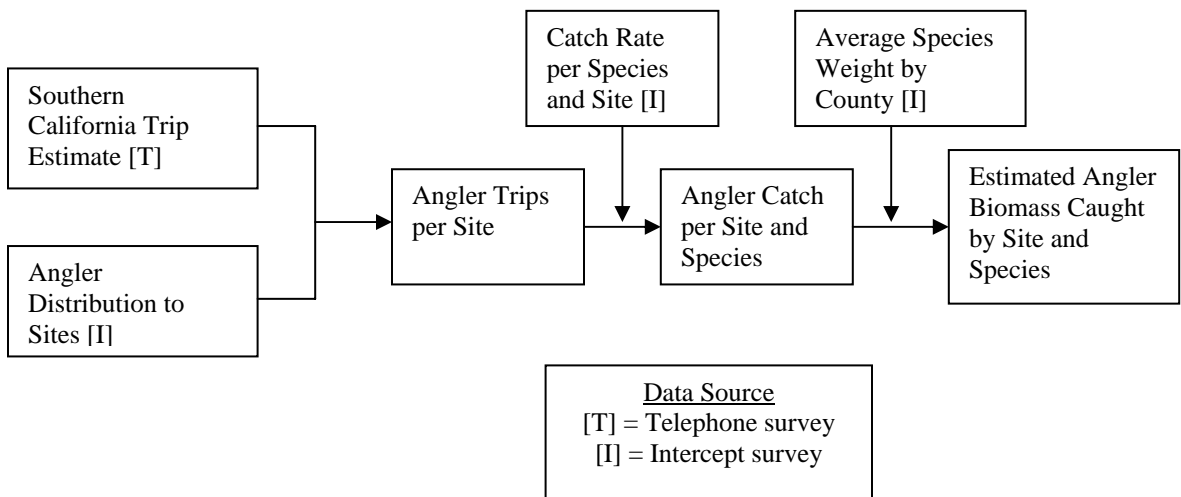 Southern
California Trip
Estimate [T]
Angler
Distribution to
Sites [I]
Angler Trips
per Site
Catch Rate
per Species
and Site [I]
Angler Catch
per Site and
Species
Average Species
Weight by
County [I]
Estimated Angler
Biomass Caught
by Site and
Species
Data Source
[T] = Telephone survey
[I] = Intercept survey